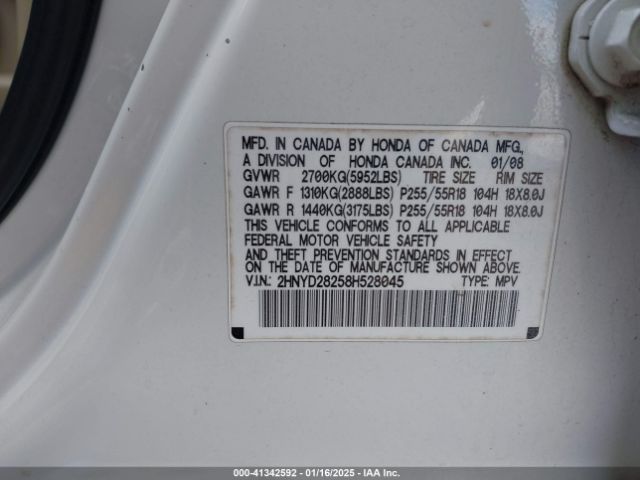 MFD. IN CANADA BY HONDA OF CANADA MFG.,
A DIVISION OF HONDA CANADA INC. 01/08
GVWR 2700KG(5952LBS) TIRE SIZE RIM SIZE
GAWR F 1310KG(2888LBS) P255/55R18 104H 18X8.0J
GAWR R 1440KG(3175LBS) P255/55R18 104H 18X8.0J
THIS VEHICLE CONFORMS TO ALL APPLICABLE
FEDERAL MOTOR VEHICLE SAFETY
AND THEFT PREVENTION STANDARDS IN EFFECT
ON THE DATE OF MANUFACTURE SHOWN ABOVE.
V.I.N.: 2HNYD28258H528045 TYPE: MPV
000-41342592 - 01/16/2025 - IAA Inc.